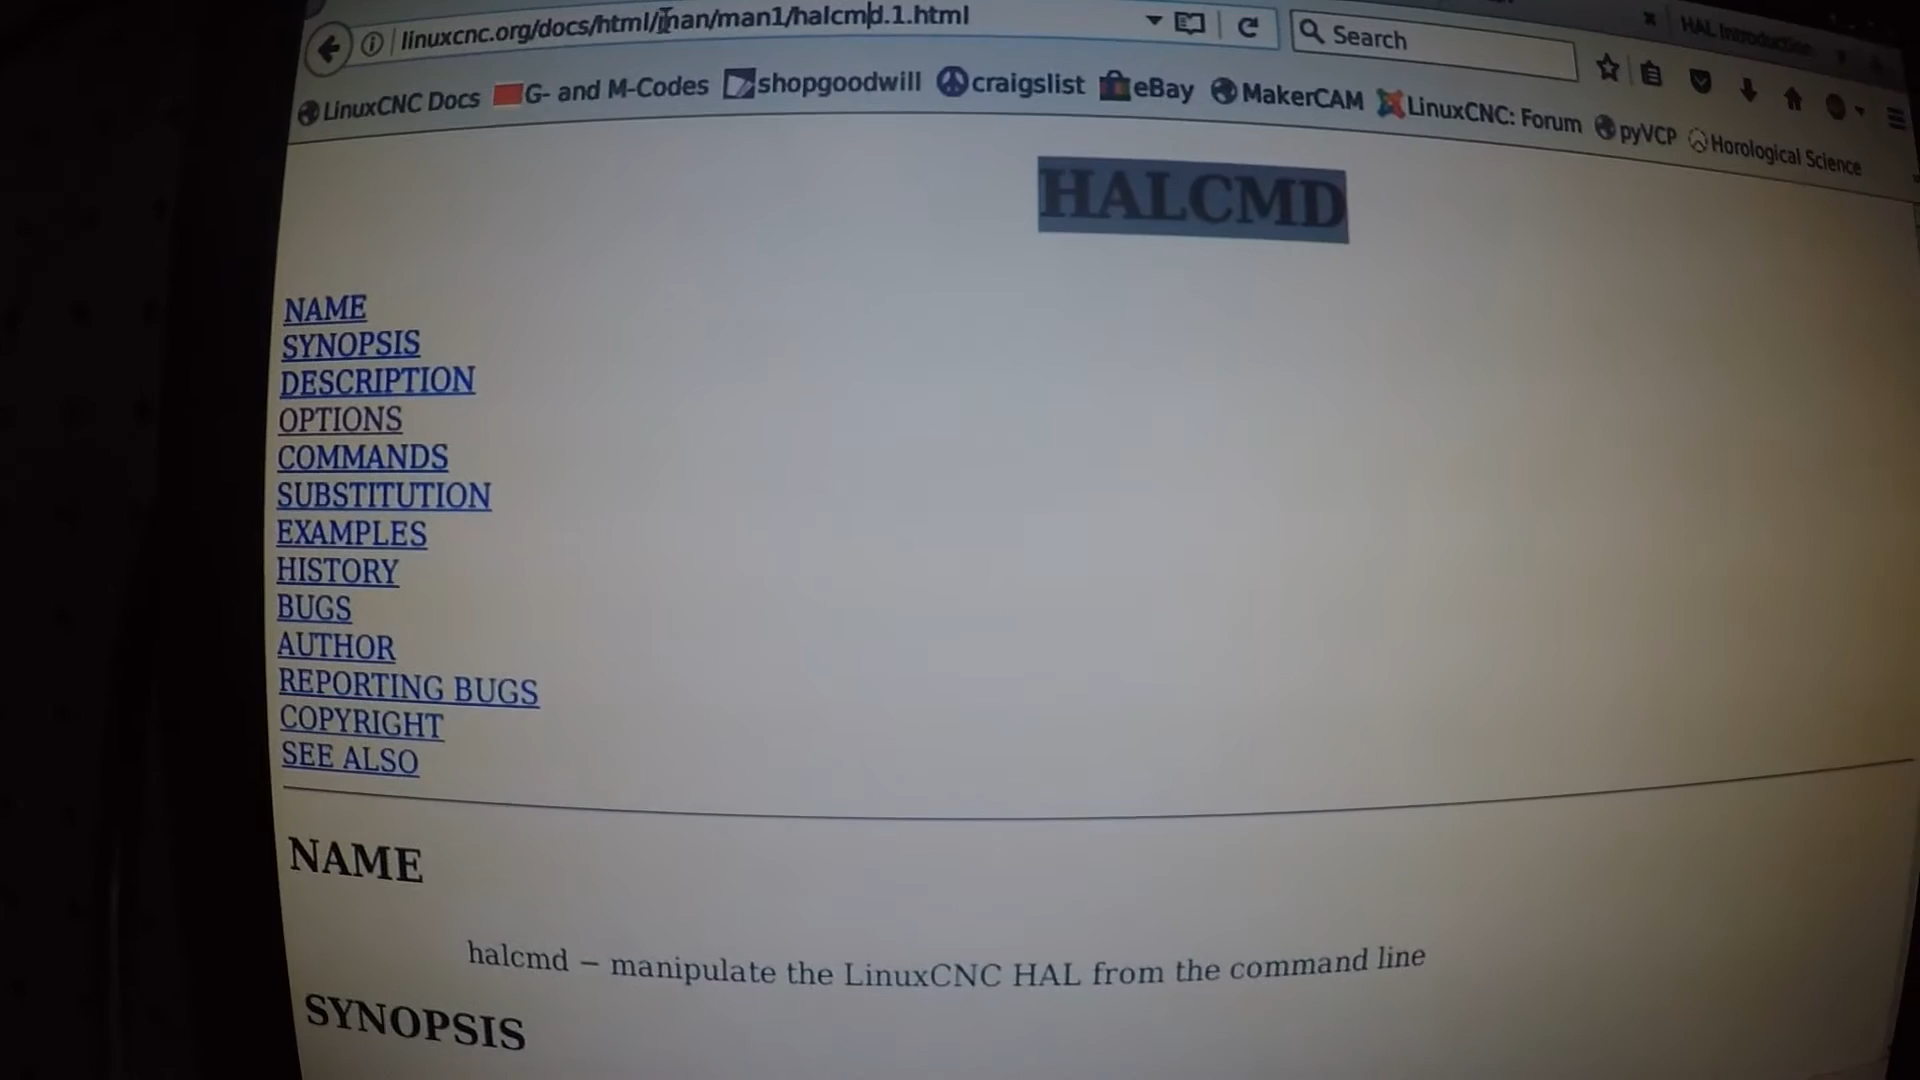 HAL Introduction
linuxcnc.org/docs/html/man/man1/halcmd.1.html
Search
LinuxCNC Docs G- and M-Codes shopgoodwill craigslist eBay MakerCAM LinuxCNC: Forum pyVCP Horological Science
HALCMD
NAME
SYNOPSIS
DESCRIPTION
OPTIONS
COMMANDS
SUBSTITUTION
EXAMPLES
HISTORY
BUGS
AUTHOR
REPORTING BUGS
COPYRIGHT
SEE ALSO
NAME
halcmd – manipulate the LinuxCNC HAL from the command line
SYNOPSIS